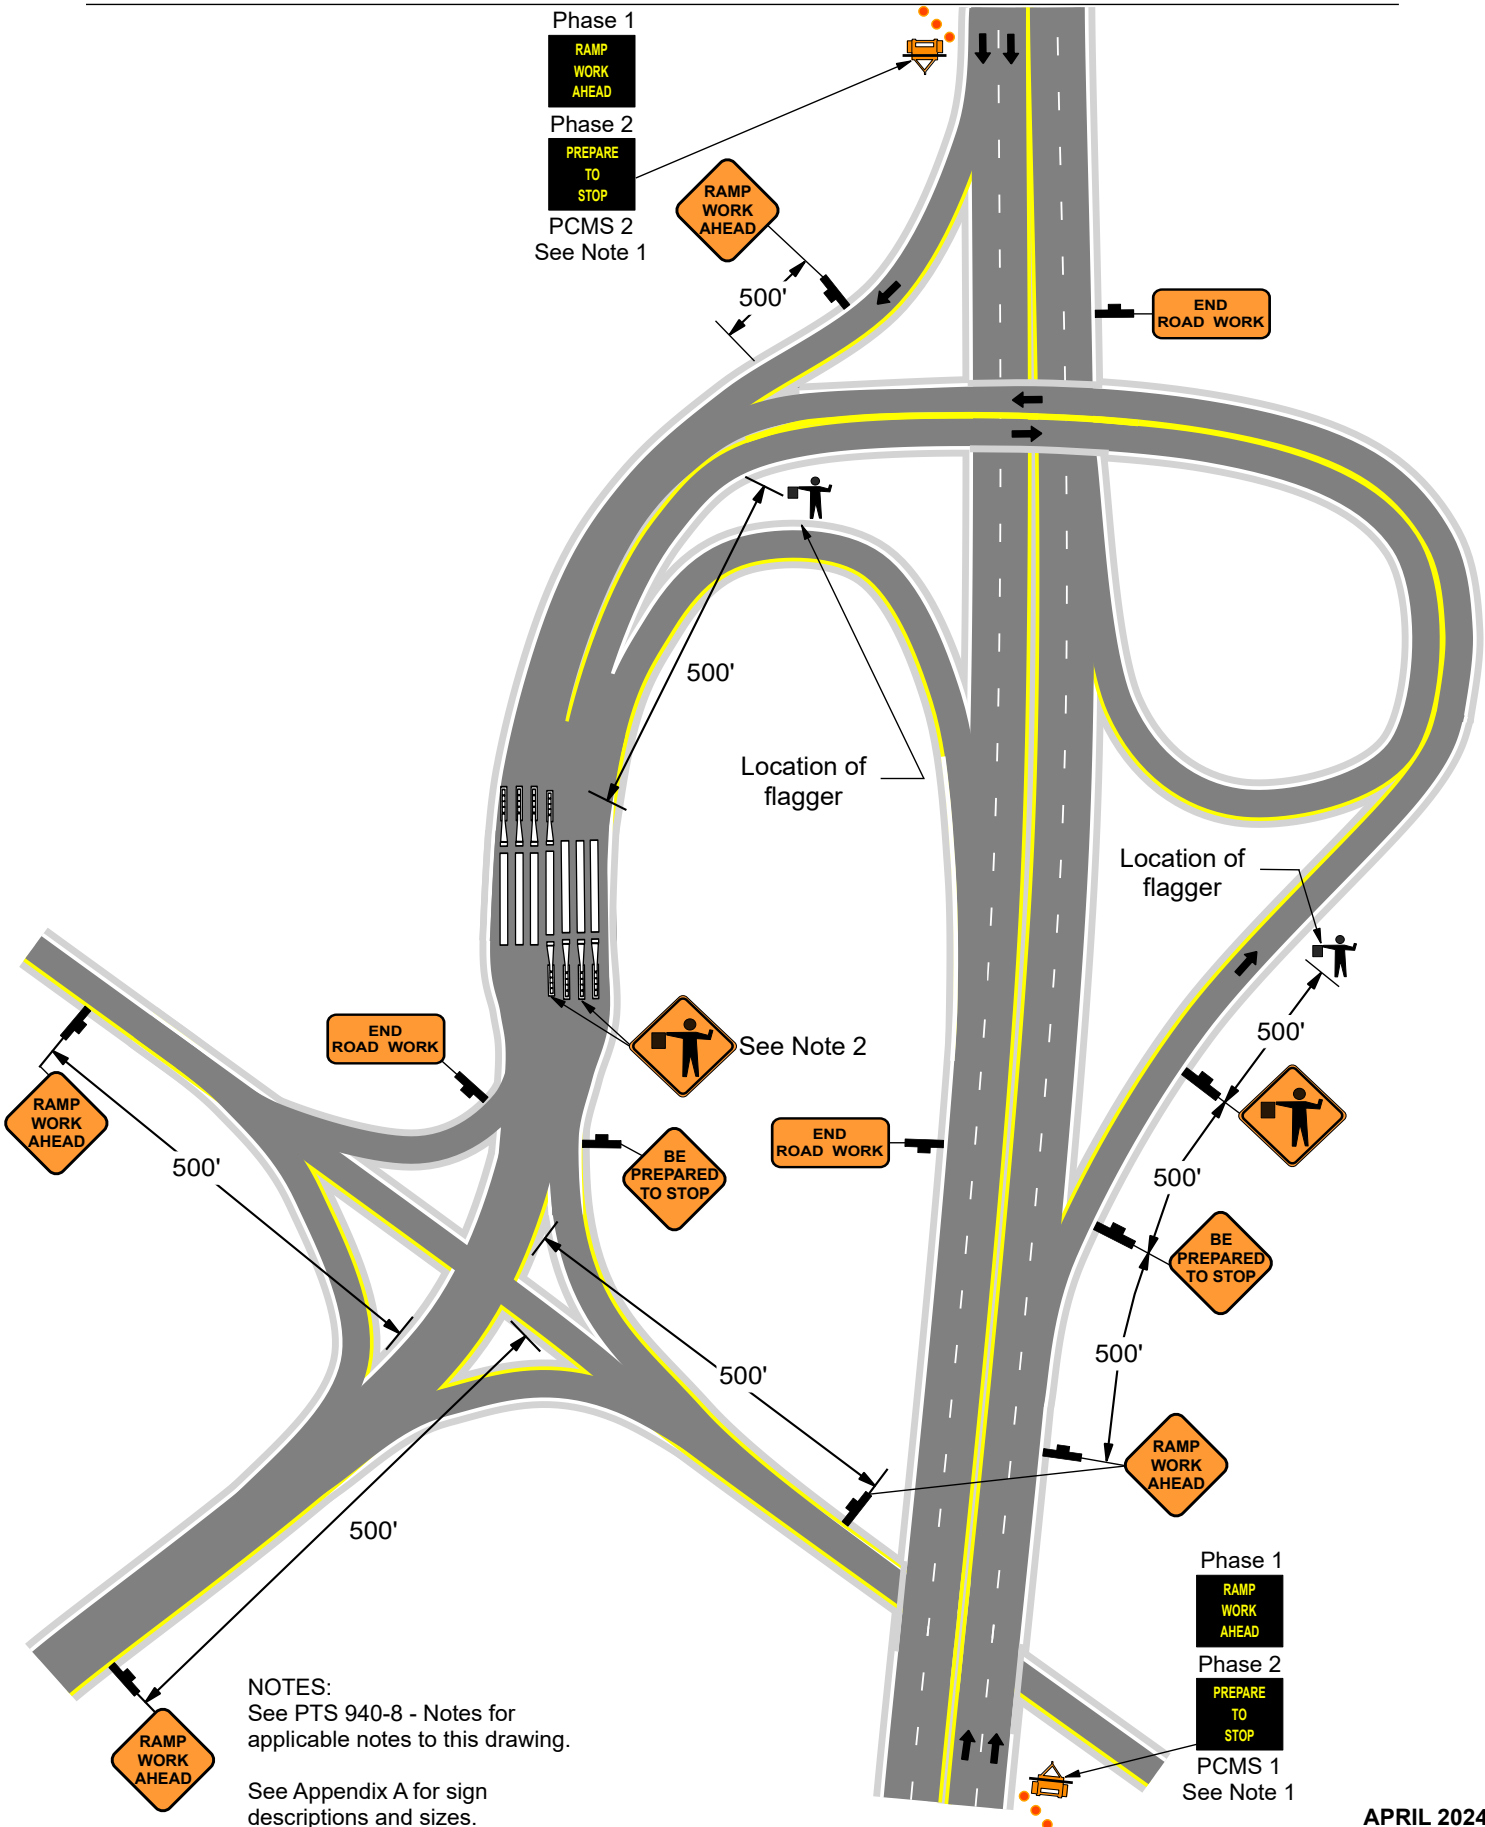 Phase 1
RAMP
WORK
AHEAD
Phase 2
PREPARE
TO
STOP
PCMS 2
See Note 1
RAMP
WORK
AHEAD
500'
END
ROAD WORK
500'
Location of
flagger
Location of
flagger
500'
END
ROAD WORK
See Note 2
RAMP
WORK
AHEAD
500'
BE
PREPARED
TO STOP
END
ROAD WORK
500'
BE
PREPARED
TO STOP
500'
500'
RAMP
WORK
AHEAD
500'
Phase 1
RAMP
WORK
AHEAD
Phase 2
PREPARE
TO
STOP
PCMS 1
See Note 1
RAMP
WORK
AHEAD
NOTES:
See PTS 940-8 - Notes for
applicable notes to this drawing.
See Appendix A for sign
descriptions and sizes.
APRIL 2024